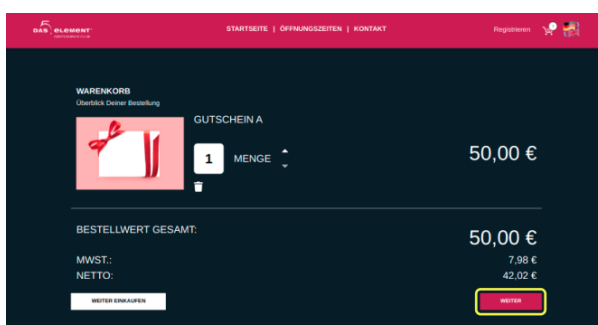 DAS 5 ELEMENT
STARTSEITE | ÖFFNUNGSZEITEN | KONTAKT
Registrieren
WARENKORB
Überblick Deiner Bestellung
GUTSCHEIN A
1 MENGE
50,00 €
BESTELLWERT GESAMT:
50,00 €
MWST.: 7,98 €
NETTO: 42,02 €
WEITER EINKAUFEN
WEITER